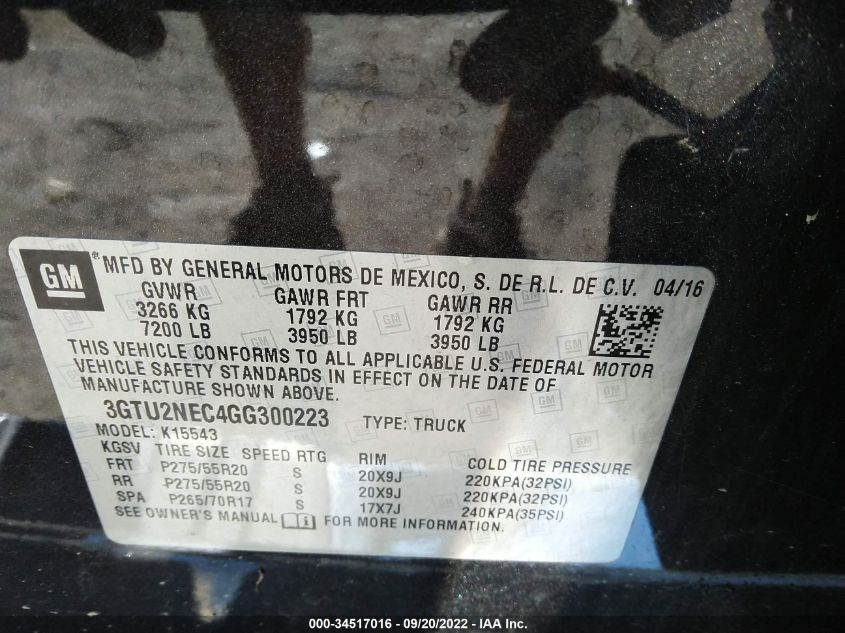 GM ® MFD BY GENERAL MOTORS DE MEXICO, S. DE R.L. DE C.V. 04/16
GVWR GAWR FRT GAWR RR
3266 KG 1792 KG 1792 KG
7200 LB 3950 LB 3950 LB
THIS VEHICLE CONFORMS TO ALL APPLICABLE U.S. FEDERAL MOTOR
VEHICLE SAFETY STANDARDS IN EFFECT ON THE DATE OF
MANUFACTURE SHOWN ABOVE.
3GTU2NEC4GG300223 TYPE: TRUCK
MODEL: K15543
KGSV TIRE SIZE SPEED RTG RIM COLD TIRE PRESSURE
FRT P275/55R20 S 20X9J 220KPA(32PSI)
RR P275/55R20 S 20X9J 220KPA(32PSI)
SPA P265/70R17 S 17X7J 240KPA(35PSI)
SEE OWNER'S MANUAL FOR MORE INFORMATION.
000-34517016 - 09/20/2022 - IAA Inc.